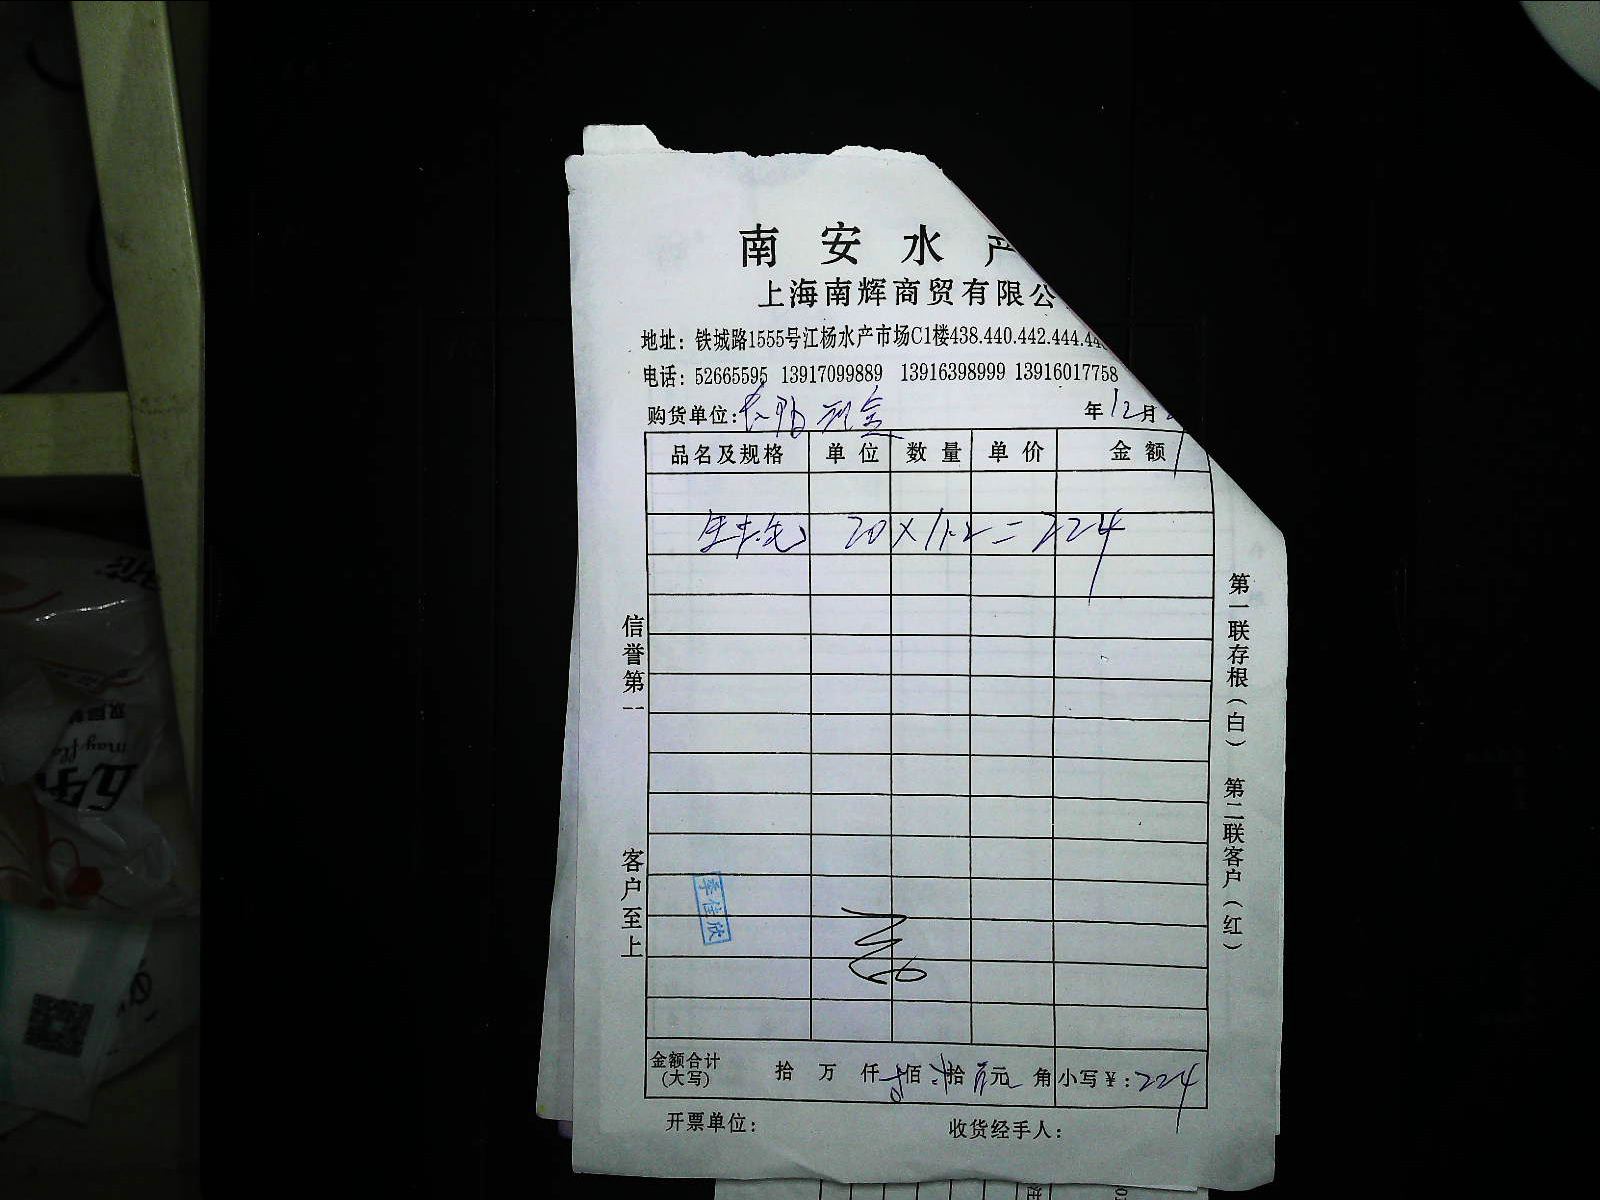 南安水产
上海南辉商贸有限公
地址：铁城路1555号江杨水产市场C1楼438.440.442.444.44
电话：52665595 13917099889 13916398999 13916017758
购货单位： 现金 年12月
品名及规格 单位 数量 单价 金额
20×11.2=224
信誉第一
客户至上
第一联存根（白） 第二联客户（红）
季佳欣
金额合计(大写) 拾 万 仟 佰 拾 元 角 小写￥：224
开票单位： 收货经手人：